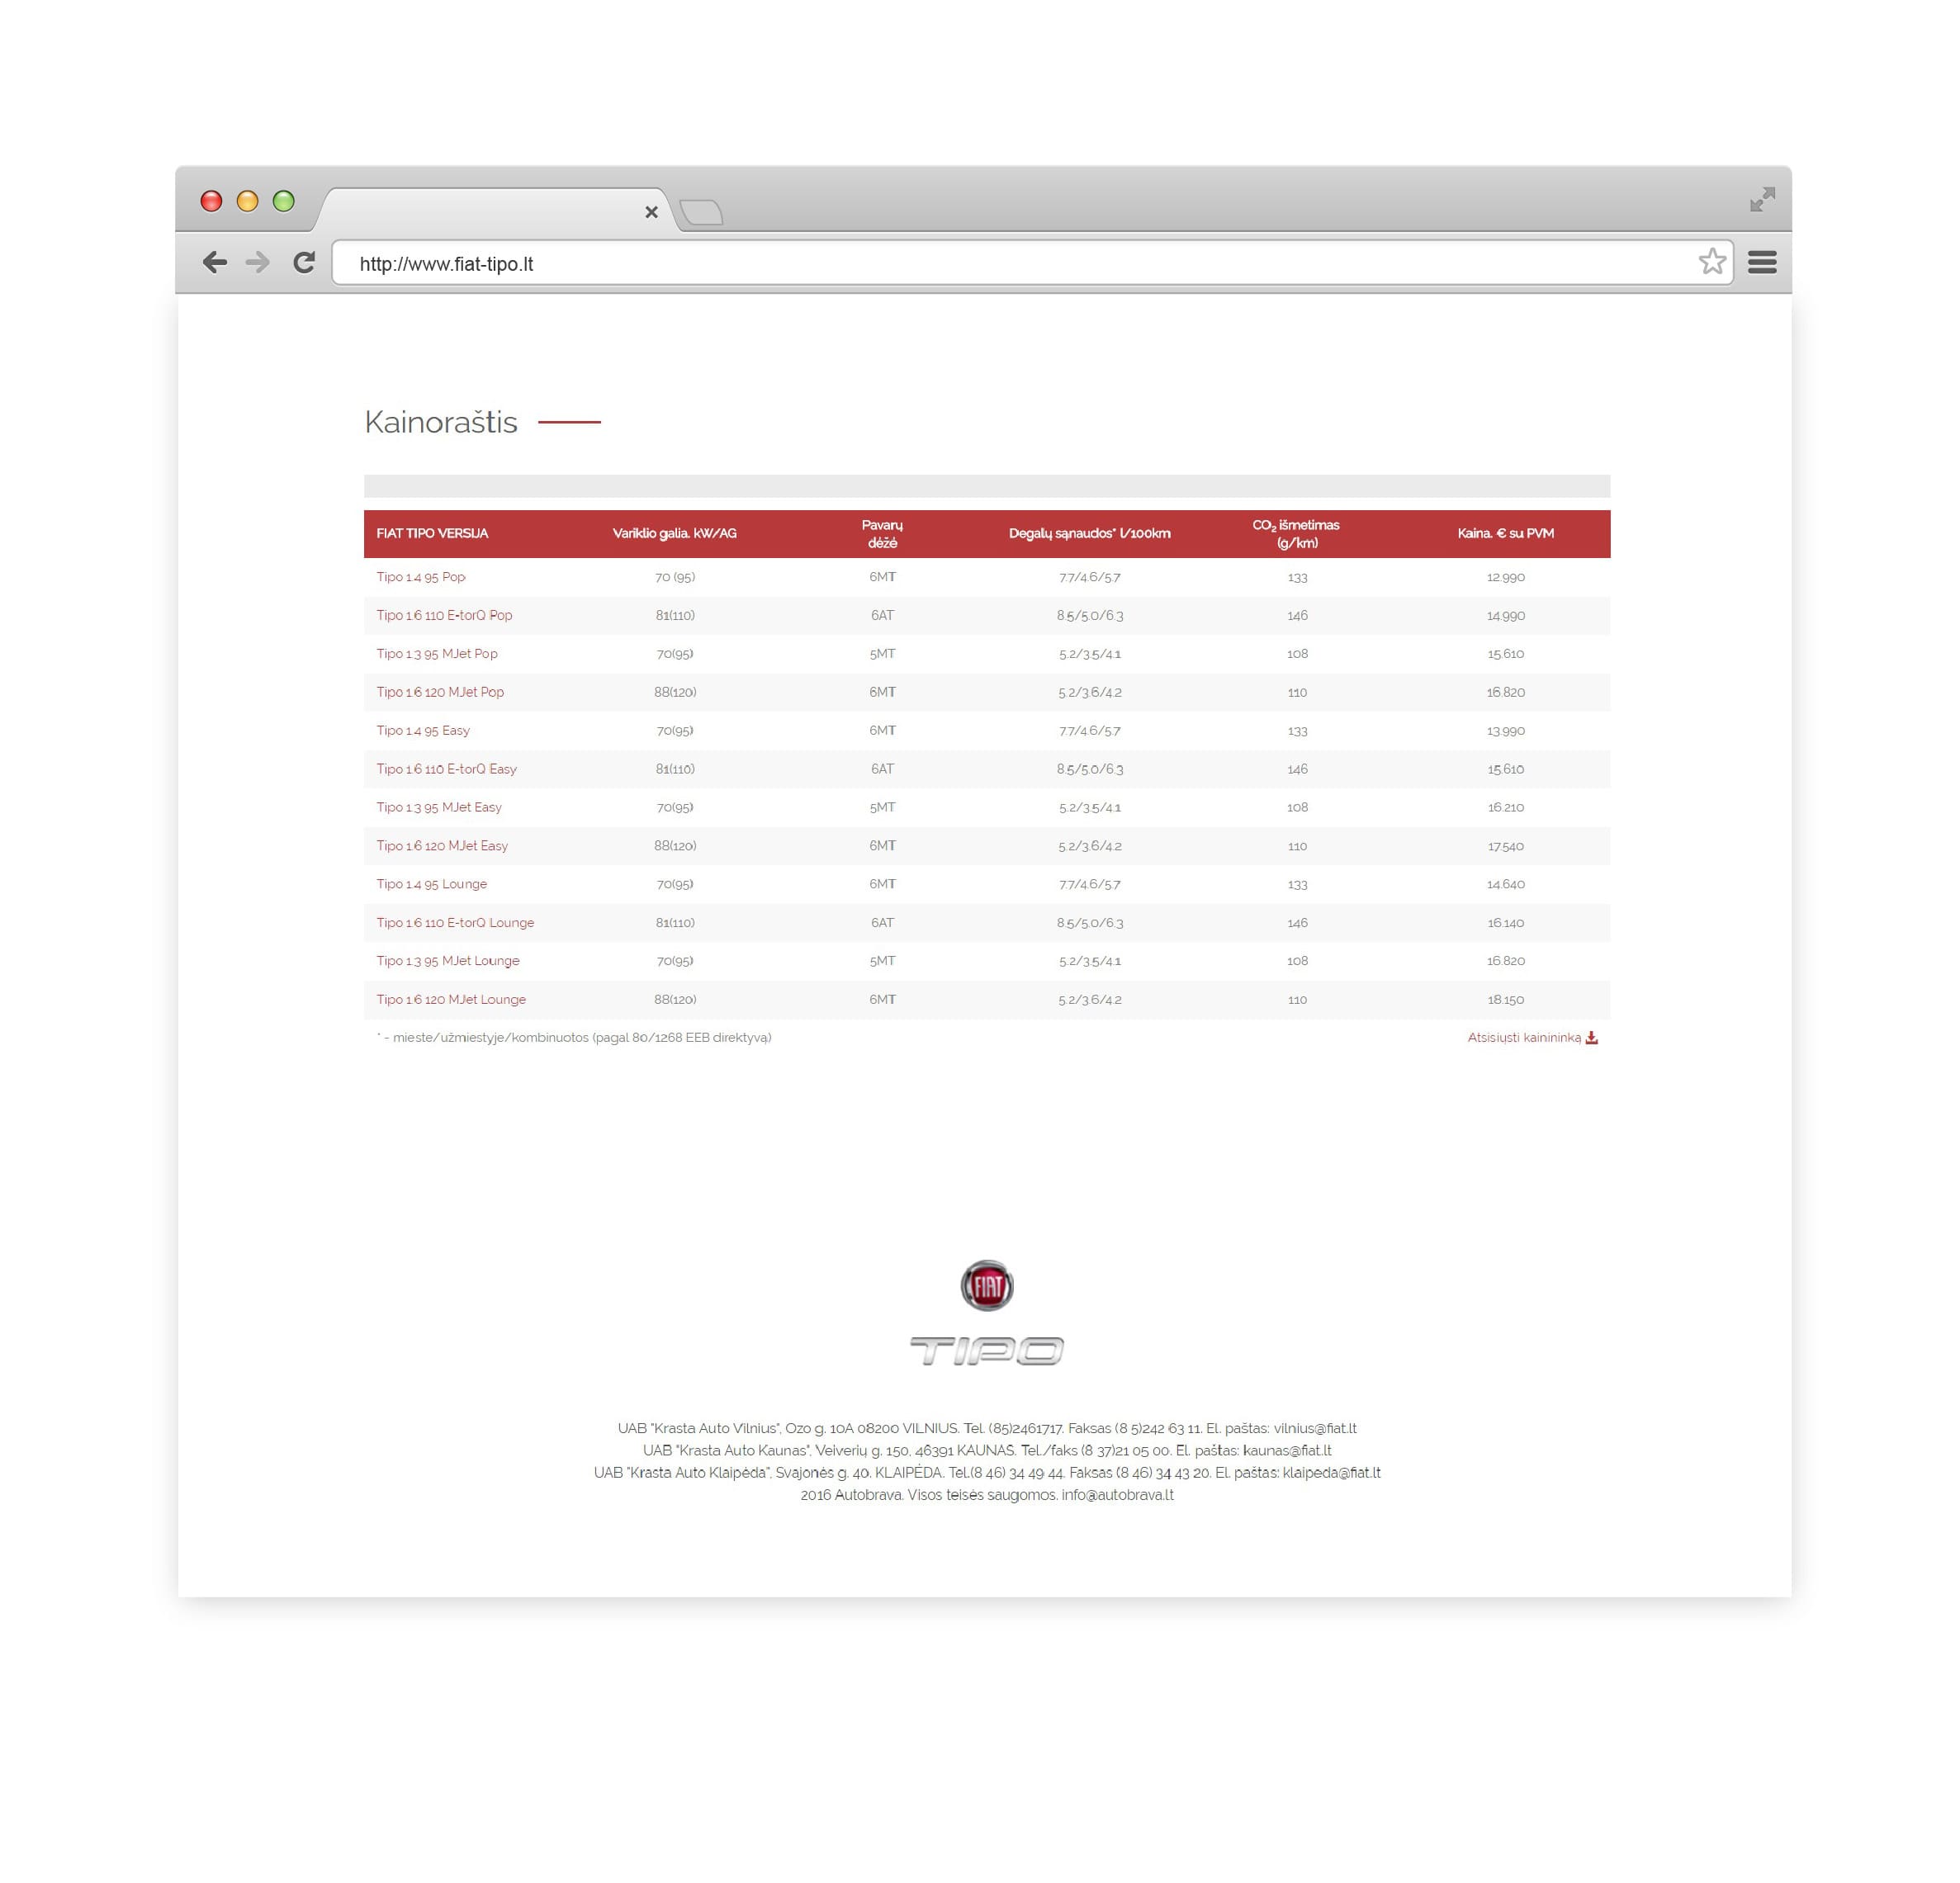 http://www.fiat-tipo.lt
Kainoraštis
FIAT TIPO VERSIJA Variklio galia. kW/AG Pavarų dėžė Degalų sąnaudos* l/100km CO₂ išmetimas (g/km) Kaina. € su PVM
Tipo 1.4 95 Pop 70 (95) 6MT 7.7/4.6/5.7 133 12.990
Tipo 1.6 110 E-torQ Pop 81(110) 6AT 8.5/5.0/6.3 146 14.990
Tipo 1.3 95 MJet Pop 70(95) 5MT 5.2/3.5/4.1 108 15.610
Tipo 1.6 120 MJet Pop 88(120) 6MT 5.2/3.6/4.2 110 16.820
Tipo 1.4 95 Easy 70(95) 6MT 7.7/4.6/5.7 133 13.990
Tipo 1.6 110 E-torQ Easy 81(110) 6AT 8.5/5.0/6.3 146 15.610
Tipo 1.3 95 MJet Easy 70(95) 5MT 5.2/3.5/4.1 108 16.210
Tipo 1.6 120 MJet Easy 88(120) 6MT 5.2/3.6/4.2 110 17.540
Tipo 1.4 95 Lounge 70(95) 6MT 7.7/4.6/5.7 133 14.640
Tipo 1.6 110 E-torQ Lounge 81(110) 6AT 8.5/5.0/6.3 146 16.140
Tipo 1.3 95 MJet Lounge 70(95) 5MT 5.2/3.5/4.1 108 16.820
Tipo 1.6 120 MJet Lounge 88(120) 6MT 5.2/3.6/4.2 110 18.150
* - mieste/užmiestyje/kombinuotos (pagal 80/1268 EEB direktyvą) Atsisiųsti kainininką
FIAT
TIPO
UAB "Krasta Auto Vilnius", Ozo g. 10A 08200 VILNIUS. Tel. (85)2461717. Faksas (8 5)242 63 11. El. paštas: vilnius@fiat.lt
UAB "Krasta Auto Kaunas", Veiverių g. 150, 46391 KAUNAS. Tel./faks (8 37)21 05 00. El. paštas: kaunas@fiat.lt
UAB "Krasta Auto Klaipėda", Svajonės g. 40, KLAIPĖDA. Tel.(8 46) 34 49 44. Faksas (8 46) 34 43 20. El. paštas: klaipeda@fiat.lt
2016 Autobrava. Visos teisės saugomos. info@autobrava.lt